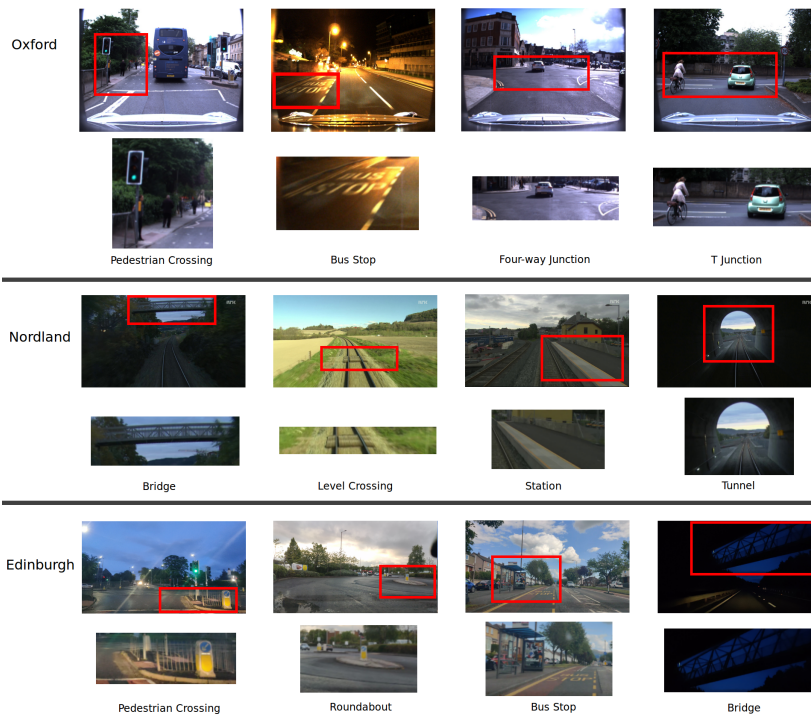 Oxford
BUS
STOP
Pedestrian Crossing
Bus Stop
Four-way Junction
T Junction
Nordland
Bridge
Level Crossing
Station
Tunnel
Edinburgh
Pedestrian Crossing
Roundabout
Bus Stop
Bridge